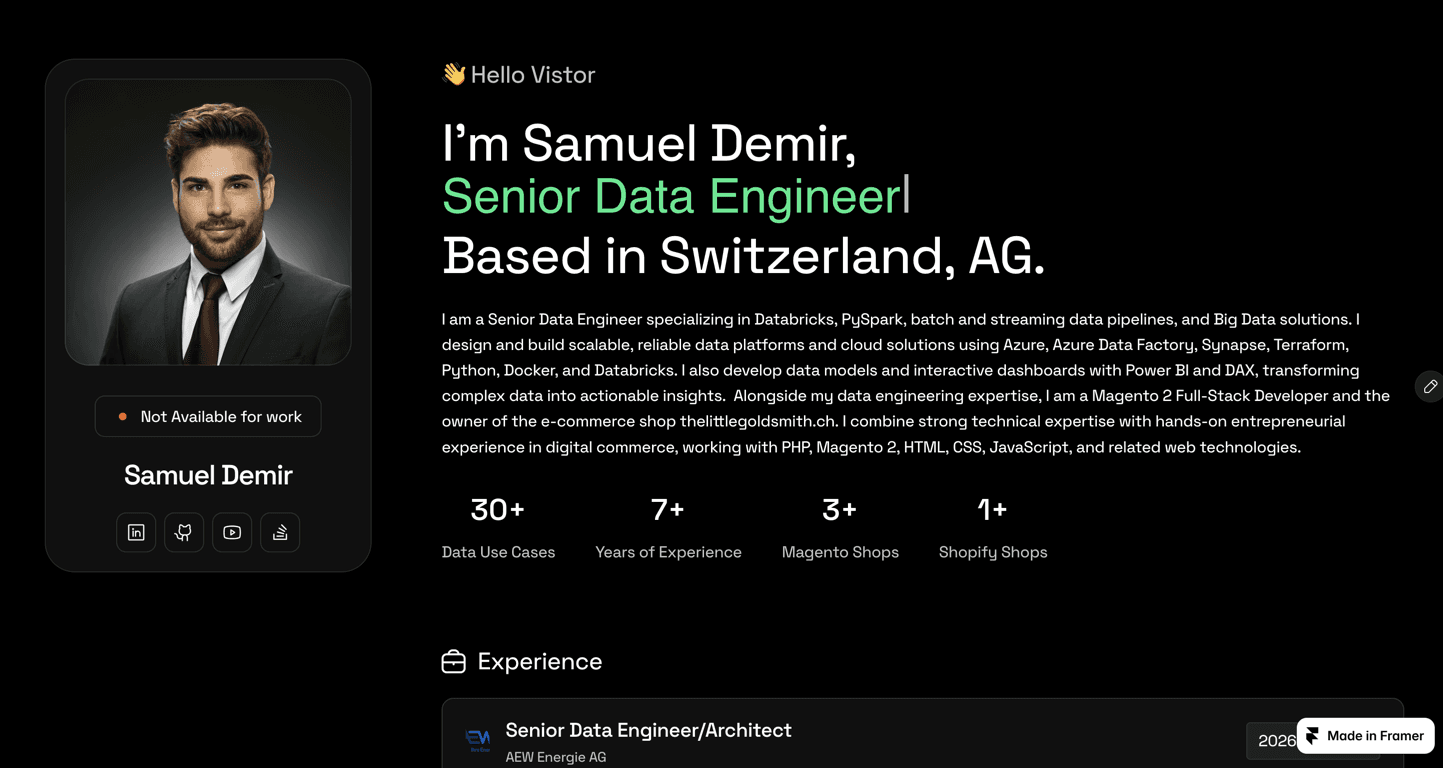 👋 Hello Vistor
I'm Samuel Demir,
Senior Data Engineer
Based in Switzerland, AG.
I am a Senior Data Engineer specializing in Databricks, PySpark, batch and streaming data pipelines, and Big Data solutions. I
design and build scalable, reliable data platforms and cloud solutions using Azure, Azure Data Factory, Synapse, Terraform,
Python, Docker, and Databricks. I also develop data models and interactive dashboards with Power BI and DAX, transforming
complex data into actionable insights.  Alongside my data engineering expertise, I am a Magento 2 Full-Stack Developer and the
owner of the e-commerce shop thelittlegoldsmith.ch. I combine strong technical expertise with hands-on entrepreneurial
experience in digital commerce, working with PHP, Magento 2, HTML, CSS, JavaScript, and related web technologies.
Not Available for work
Samuel Demir
30+
Data Use Cases
7+
Years of Experience
3+
Magento Shops
1+
Shopify Shops
Experience
Senior Data Engineer/Architect
AEW Energie AG
2026
Made in Framer